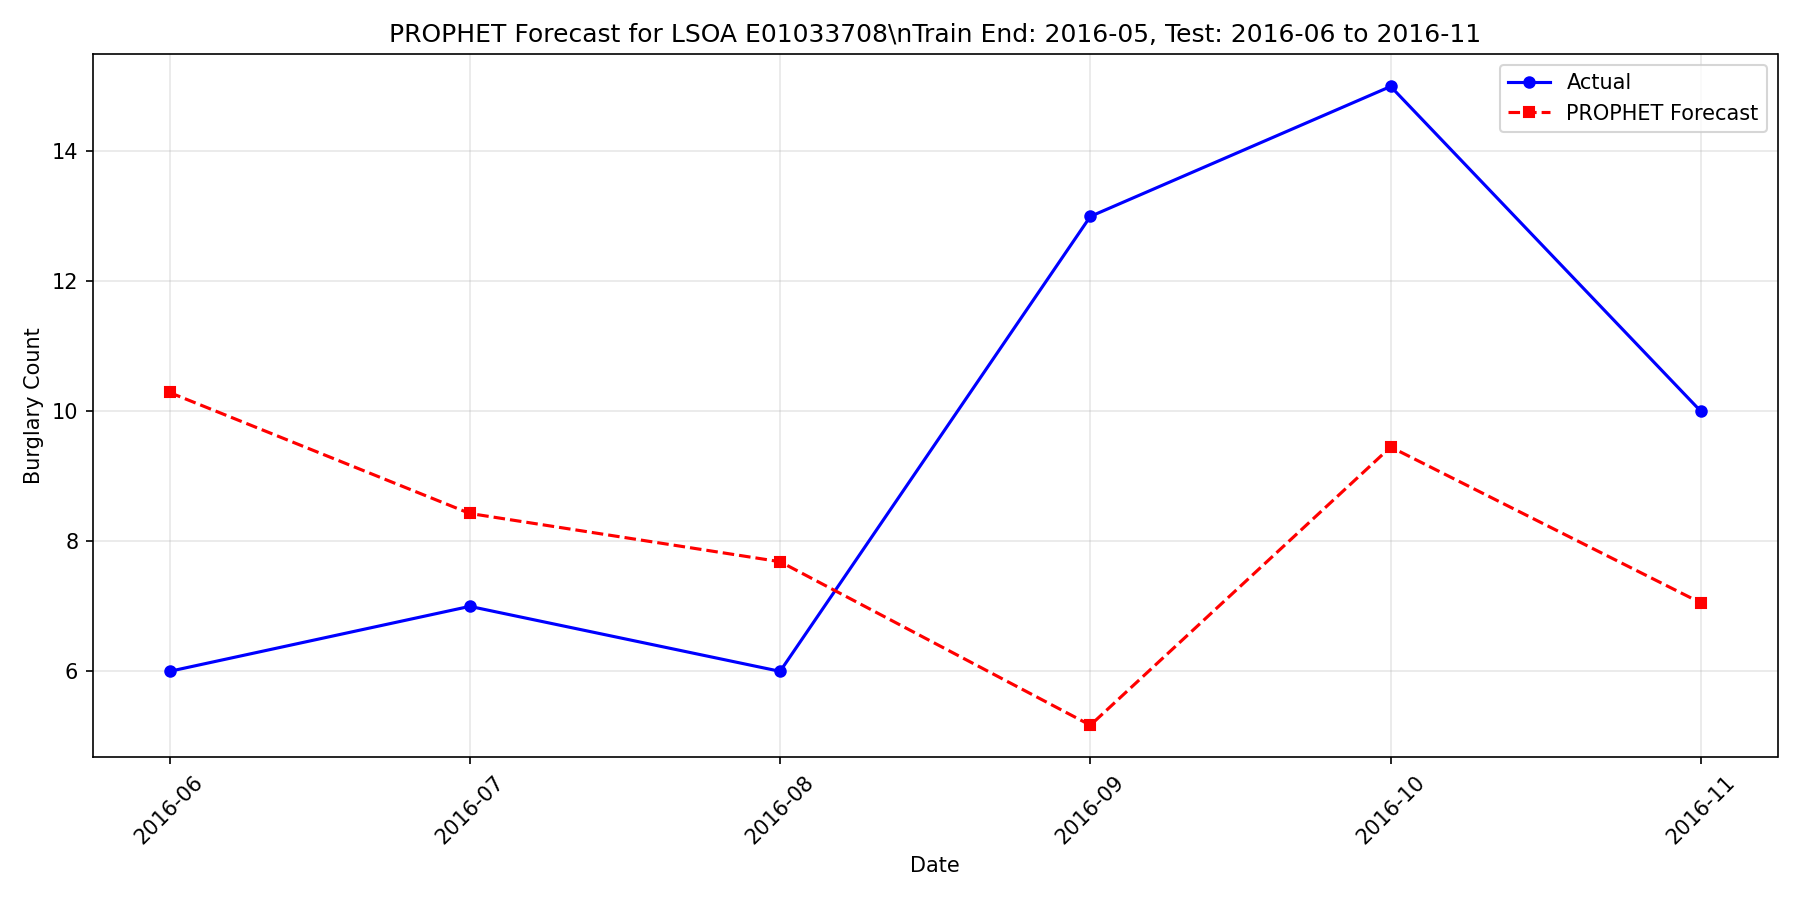 PROPHET Forecast for LSOA E01033708\nTrain End: 2016-05, Test: 2016-06 to 2016-11
Actual
PROPHET Forecast
Burglary Count
14
12
10
8
6
2016-06
2016-07
2016-08
2016-09
2016-10
2016-11
Date